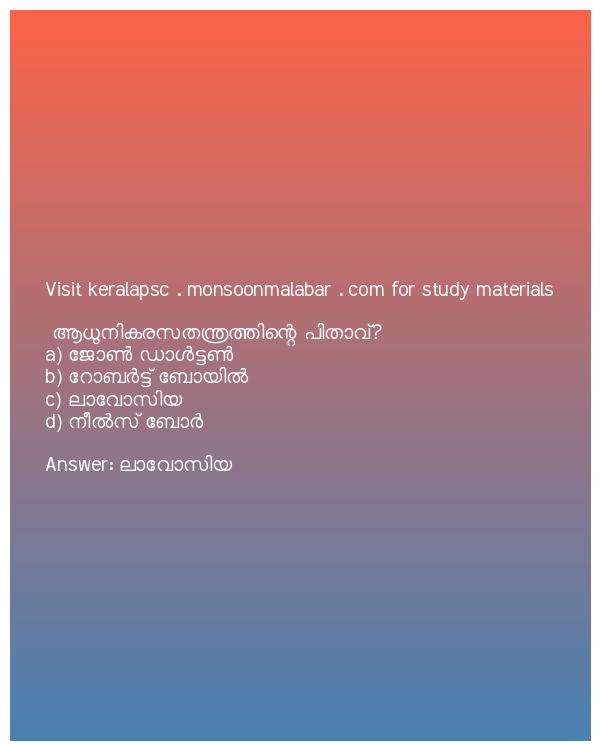 Visit keralapsc . monsoonmalabar . com for study materials
ആധുനികരസതന്ത്രത്തിന്റെ പിതാവ്?
a) ജോൺ ഡാൾട്ടൺ
b) റോബർട്ട് ബോയിൽ
c) ലാവോസിയ
d) നീൽസ് ബോർ
Answer: ലാവോസിയ